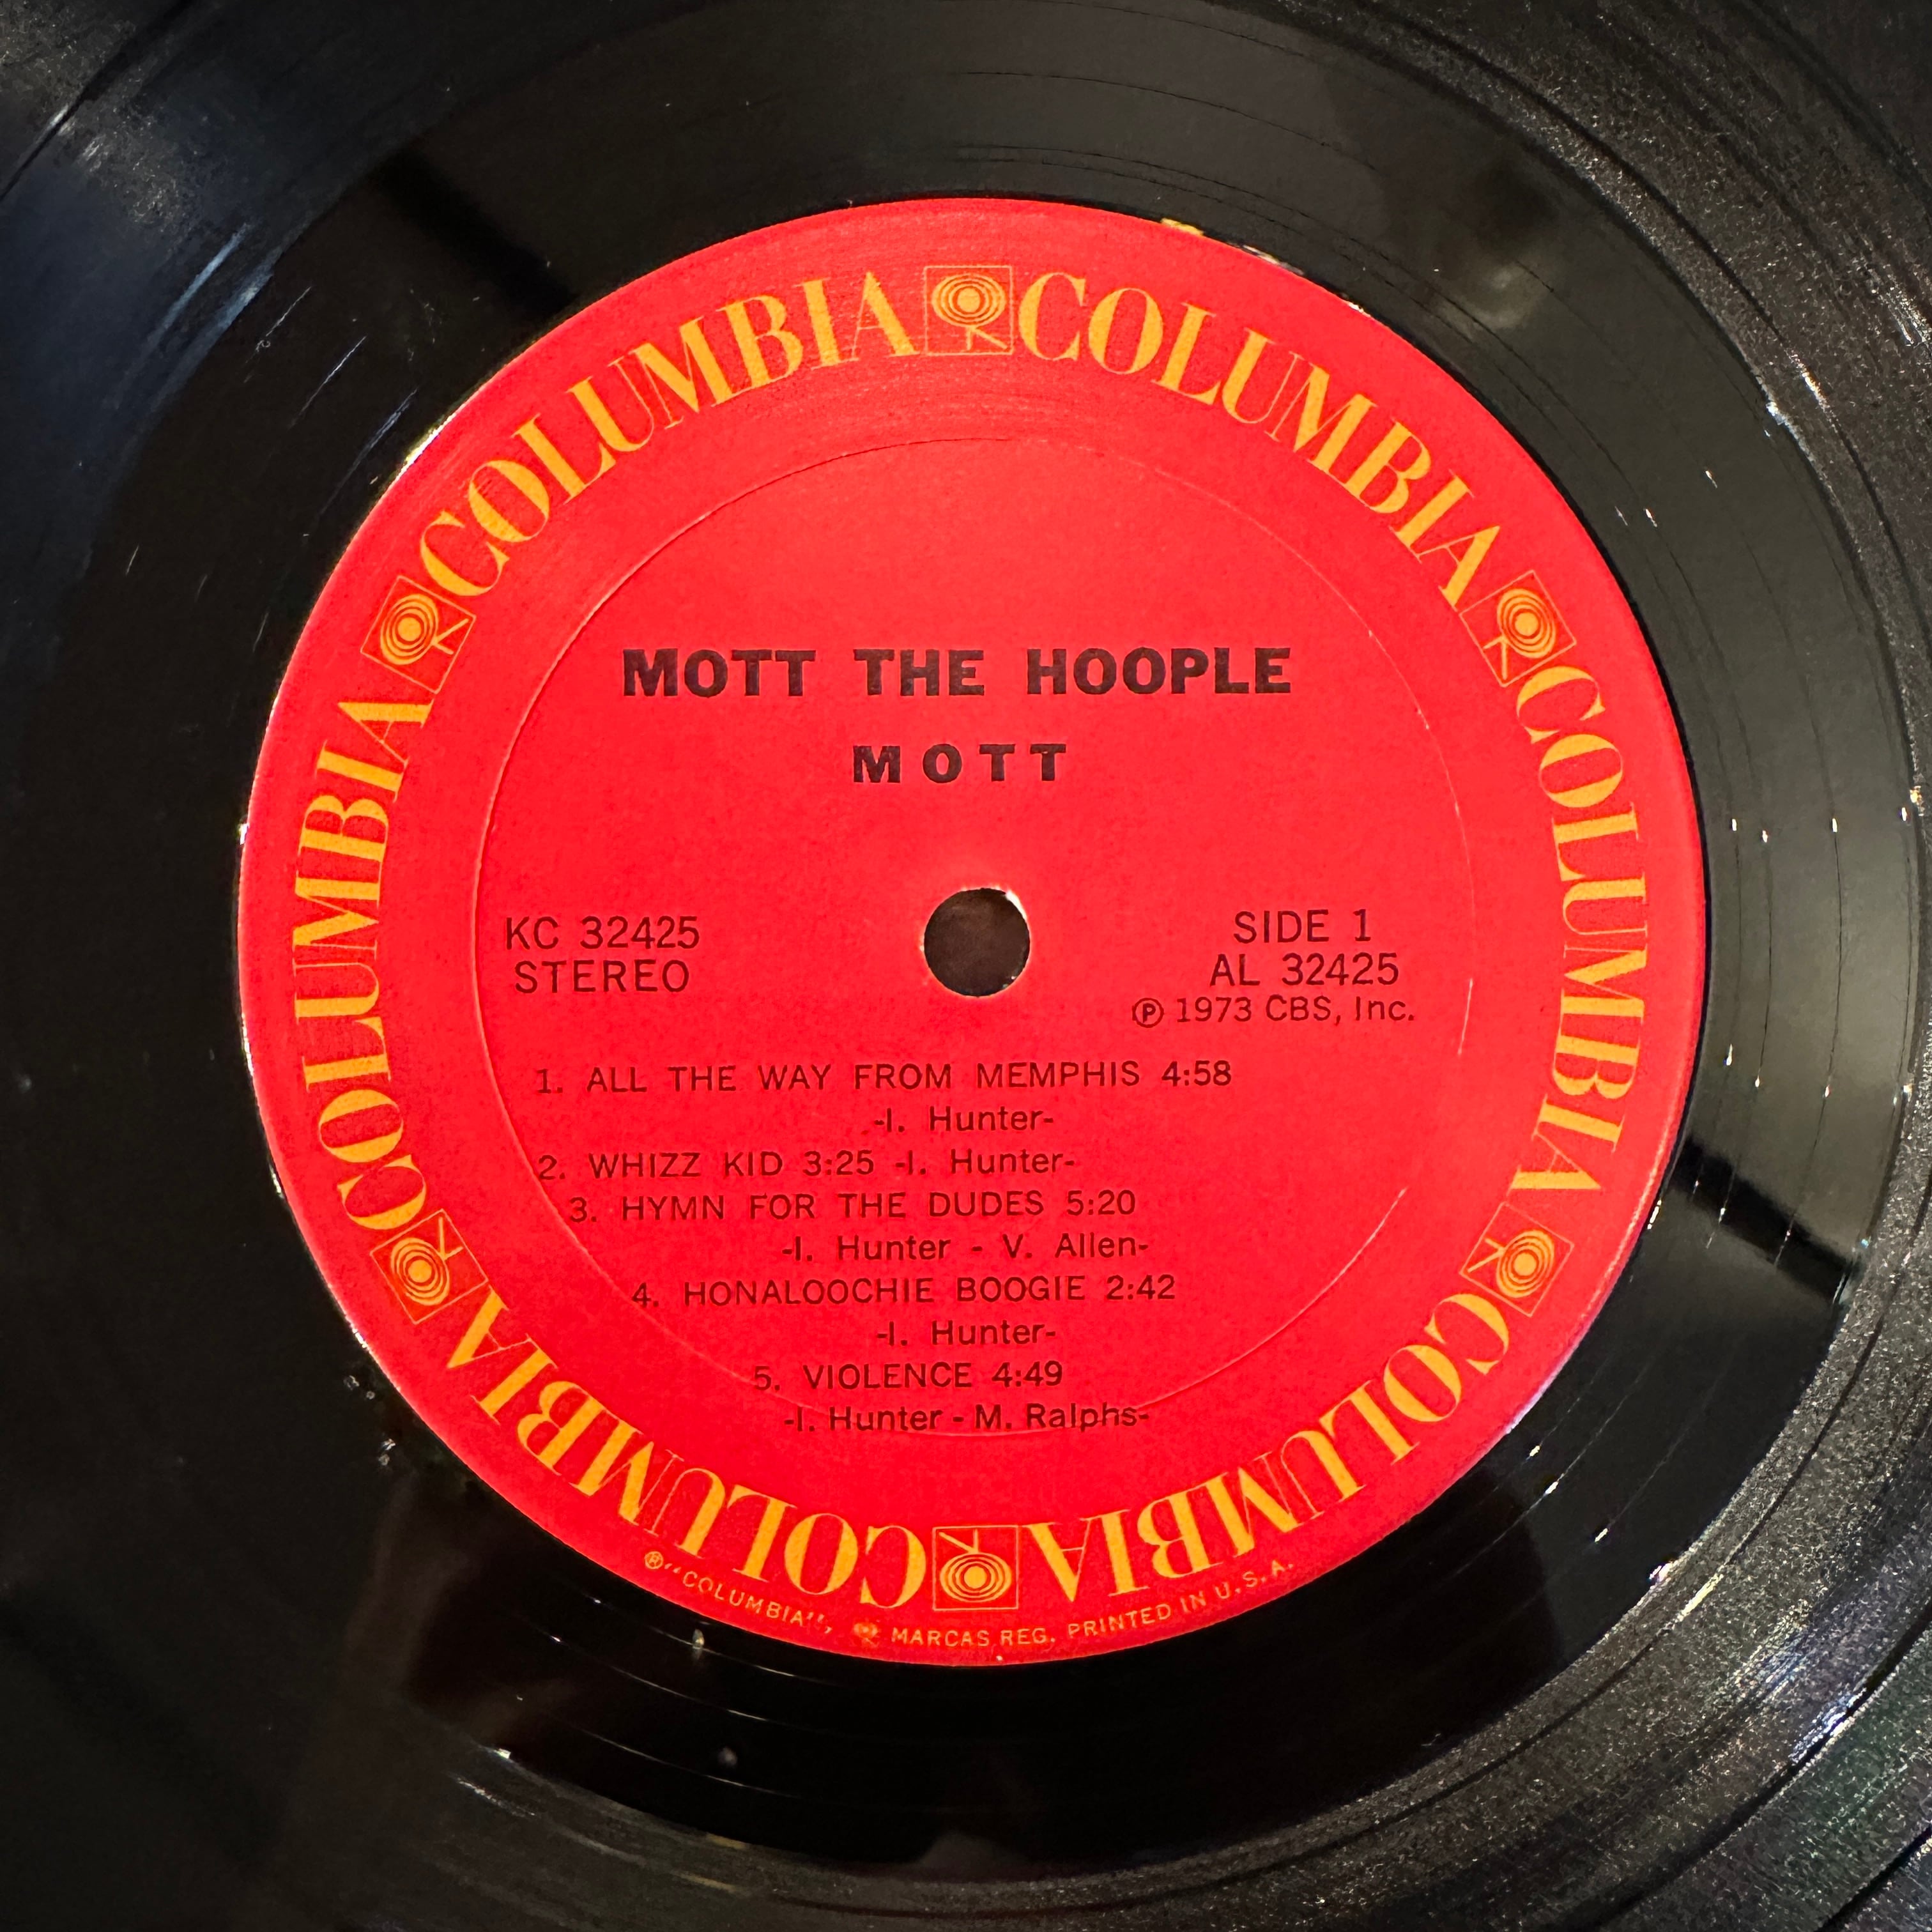 COLUMBIA COLUMBIA COLUMBIA COLUMBIA COLUMBIA COLUMBIA
MOTT THE HOOPLE
MOTT
KC 32425
STEREO
SIDE 1
AL 32425
℗ 1973 CBS, Inc.
1. ALL THE WAY FROM MEMPHIS 4:58
-I. Hunter-
2. WHIZZ KID 3:25 -I. Hunter-
3. HYMN FOR THE DUDES 5:20
-I. Hunter - V. Allen-
4. HONALOOCHIE BOOGIE 2:42
-I. Hunter-
5. VIOLENCE 4:49
-I. Hunter - M. Ralphs-
®"COLUMBIA", MARCAS REG. PRINTED IN U.S.A.